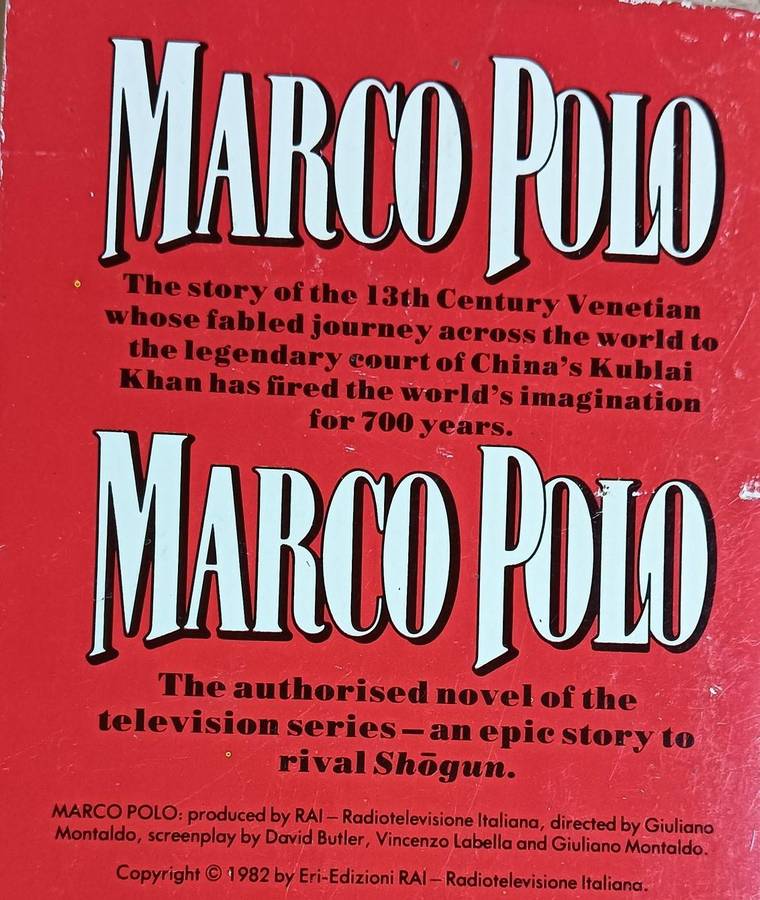 MARCO POLO
The story of the 13th Century Venetian
whose fabled journey across the world to
the legendary court of China's Kublai
Khan has fired the world's imagination
for 700 years.
MARCO POLO
The authorised novel of the
television series – an epic story to
rival Shōgun.
MARCO POLO: produced by RAI – Radiotelevisione Italiana, directed by Giuliano
Montaldo, screenplay by David Butler, Vincenzo Labella and Giuliano Montaldo.
Copyright © 1982 by Eri-Edizioni RAI – Radiotelevisione Italiana.